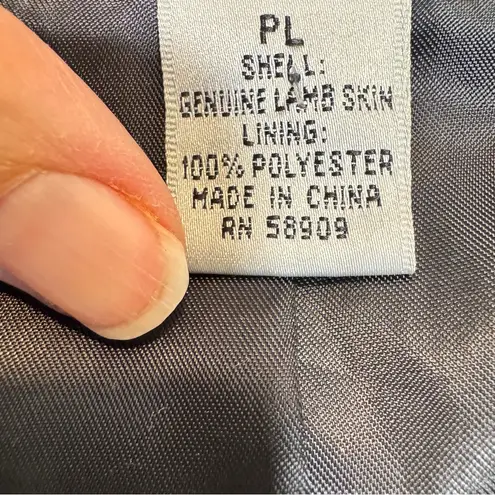 PL
SHELL:
GENUINE LAMB SKIN
LINING:
100% POLYESTER
MADE IN CHINA
RN 58909